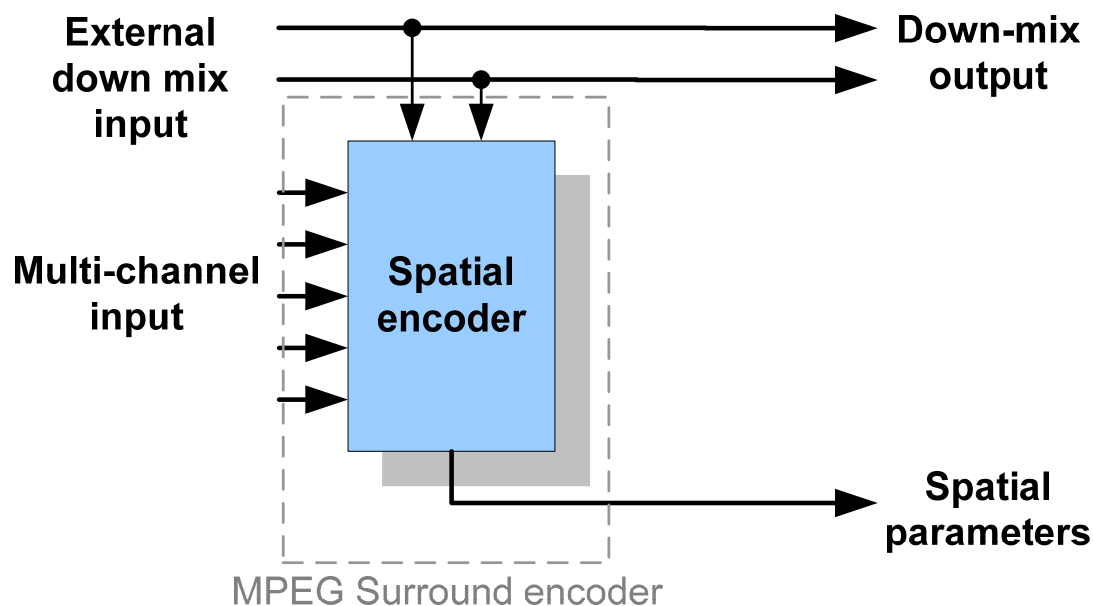 External
down mix
input
Down-mix
output
Multi-channel
input
Spatial
encoder
Spatial
parameters
MPEG Surround encoder